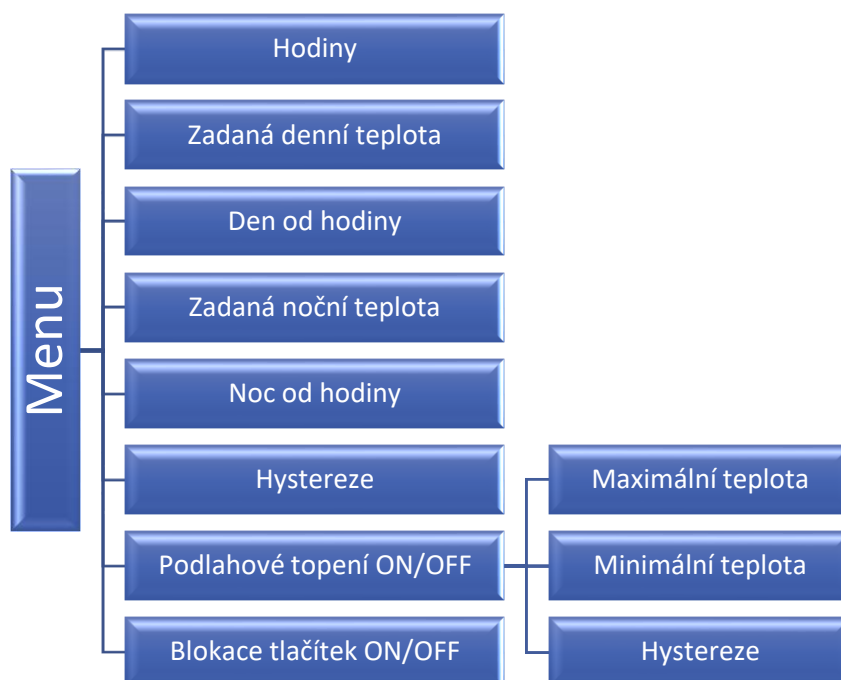 Menu
Hodiny
Zadaná denní teplota
Den od hodiny
Zadaná noční teplota
Noc od hodiny
Hystereze
Podlahové topení ON/OFF
Maximální teplota
Minimální teplota
Hystereze
Blokace tlačítek ON/OFF